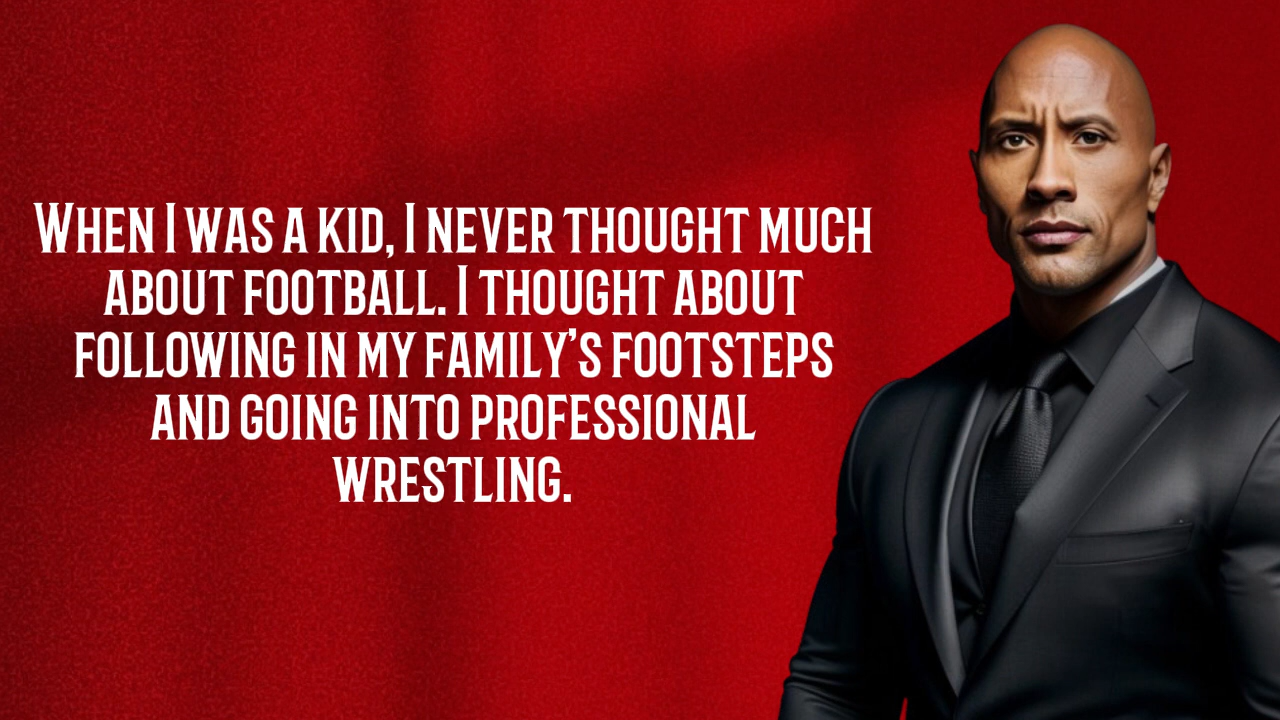 When I was a kid, I never thought much
about football. I thought about
following in my family’s footsteps
and going into professional
wrestling.